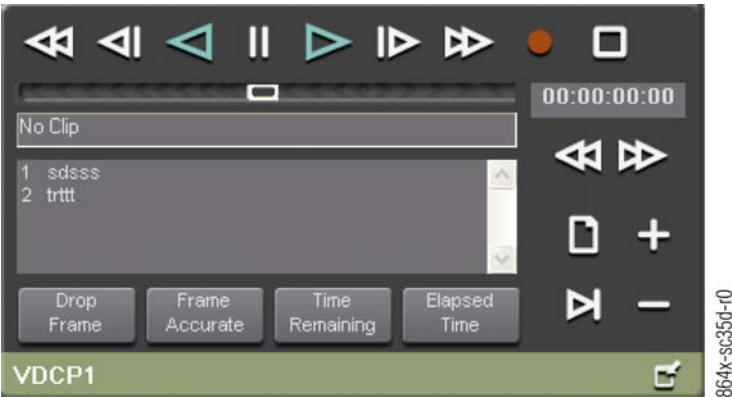 00:00:00:00
No Clip
1 sdsss
2 trttt
Drop
Frame
Frame
Accurate
Time
Remaining
Elapsed
Time
VDCP1
864x-sc35d-r0